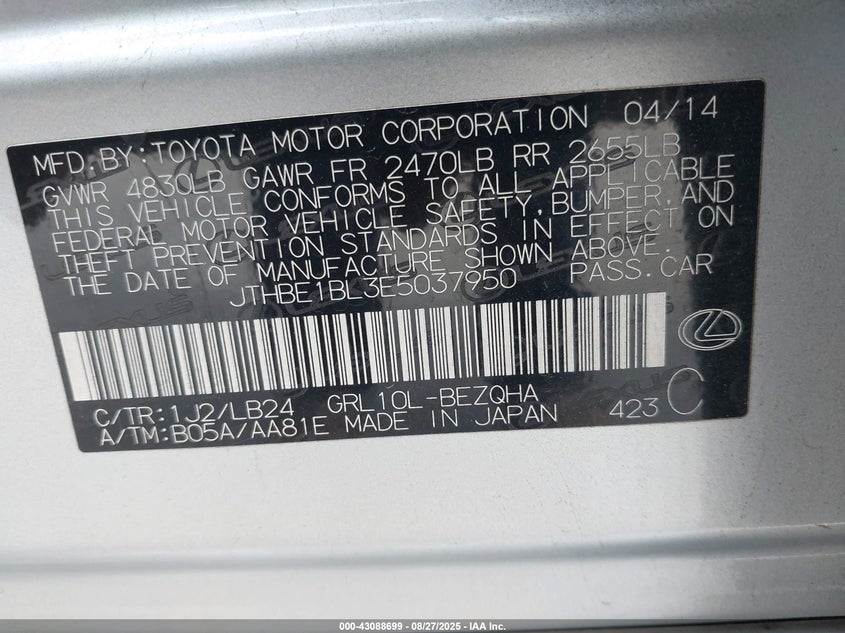 MFD.BY:TOYOTA MOTOR CORPORATION 04/14
GVWR 4830LB GAWR FR 2470LB RR 2655LB
THIS VEHICLE CONFORMS TO ALL APPLICABLE
FEDERAL MOTOR VEHICLE SAFETY,BUMPER,AND
THEFT PREVENTION STANDARDS IN EFFECT ON
THE DATE OF MANUFACTURE SHOWN ABOVE.
JTHBE1BL3E5037950 PASS.CAR
C/TR:1J2/LB24 GRL10L-BEZQHA
A/TM:B05A/AA81E MADE IN JAPAN 423 C
000-43088699 - 08/27/2025 - IAA Inc.